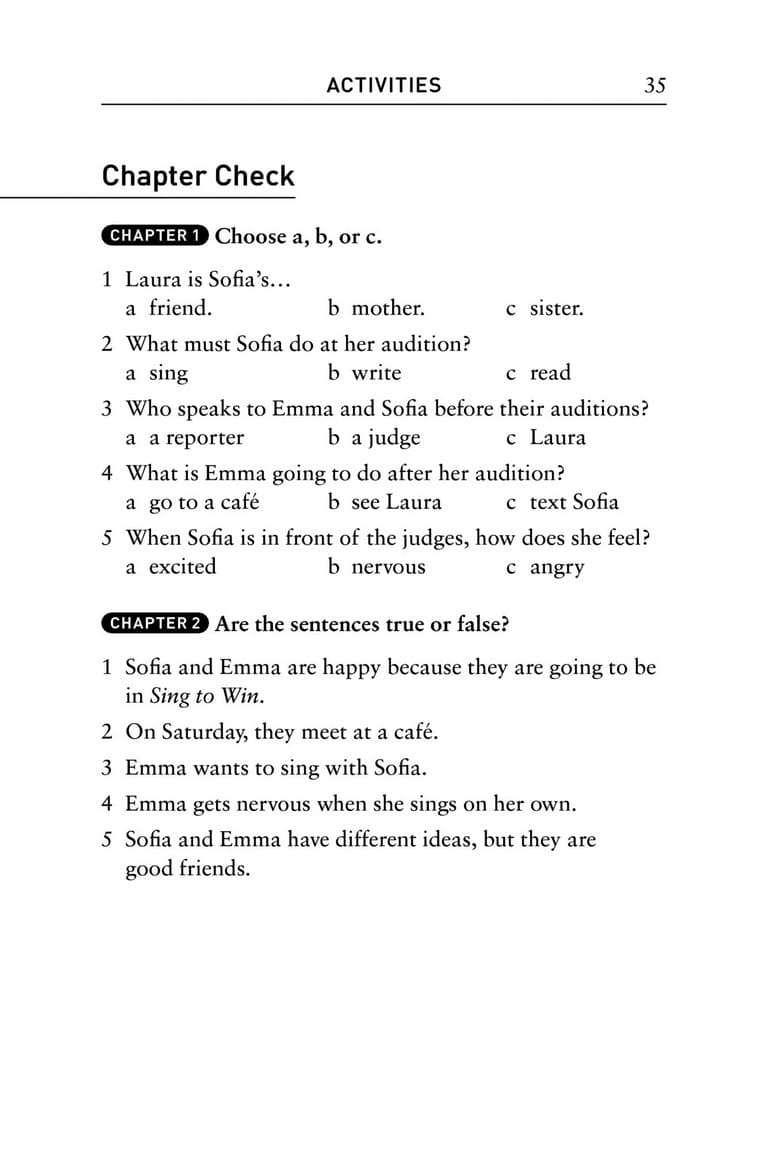 ACTIVITIES 35
Chapter Check
CHAPTER 1 Choose a, b, or c.
1 Laura is Sofia’s…
a friend. b mother. c sister.
2 What must Sofia do at her audition?
a sing b write c read
3 Who speaks to Emma and Sofia before their auditions?
a a reporter b a judge c Laura
4 What is Emma going to do after her audition?
a go to a café b see Laura c text Sofia
5 When Sofia is in front of the judges, how does she feel?
a excited b nervous c angry
CHAPTER 2 Are the sentences true or false?
1 Sofia and Emma are happy because they are going to be
in Sing to Win.
2 On Saturday, they meet at a café.
3 Emma wants to sing with Sofia.
4 Emma gets nervous when she sings on her own.
5 Sofia and Emma have different ideas, but they are
good friends.